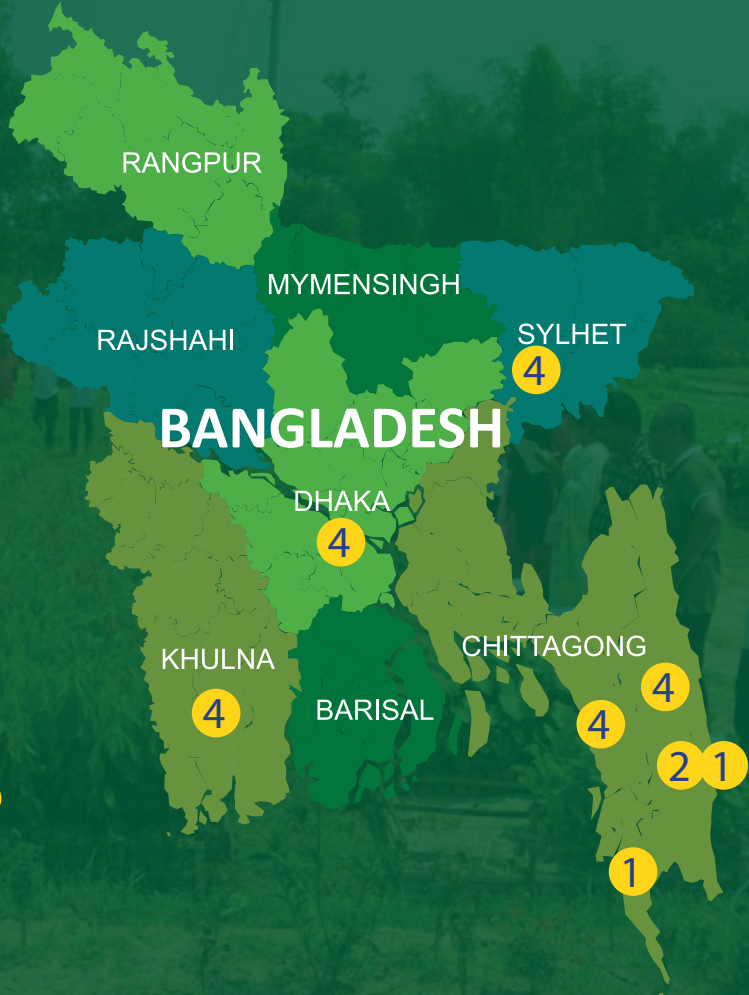 RANGPUR
MYMENSINGH
RAJSHAHI
SYLHET
4
BANGLADESH
DHAKA
4
CHITTAGONG
KHULNA
4
4
BARISAL
4
2 1
1